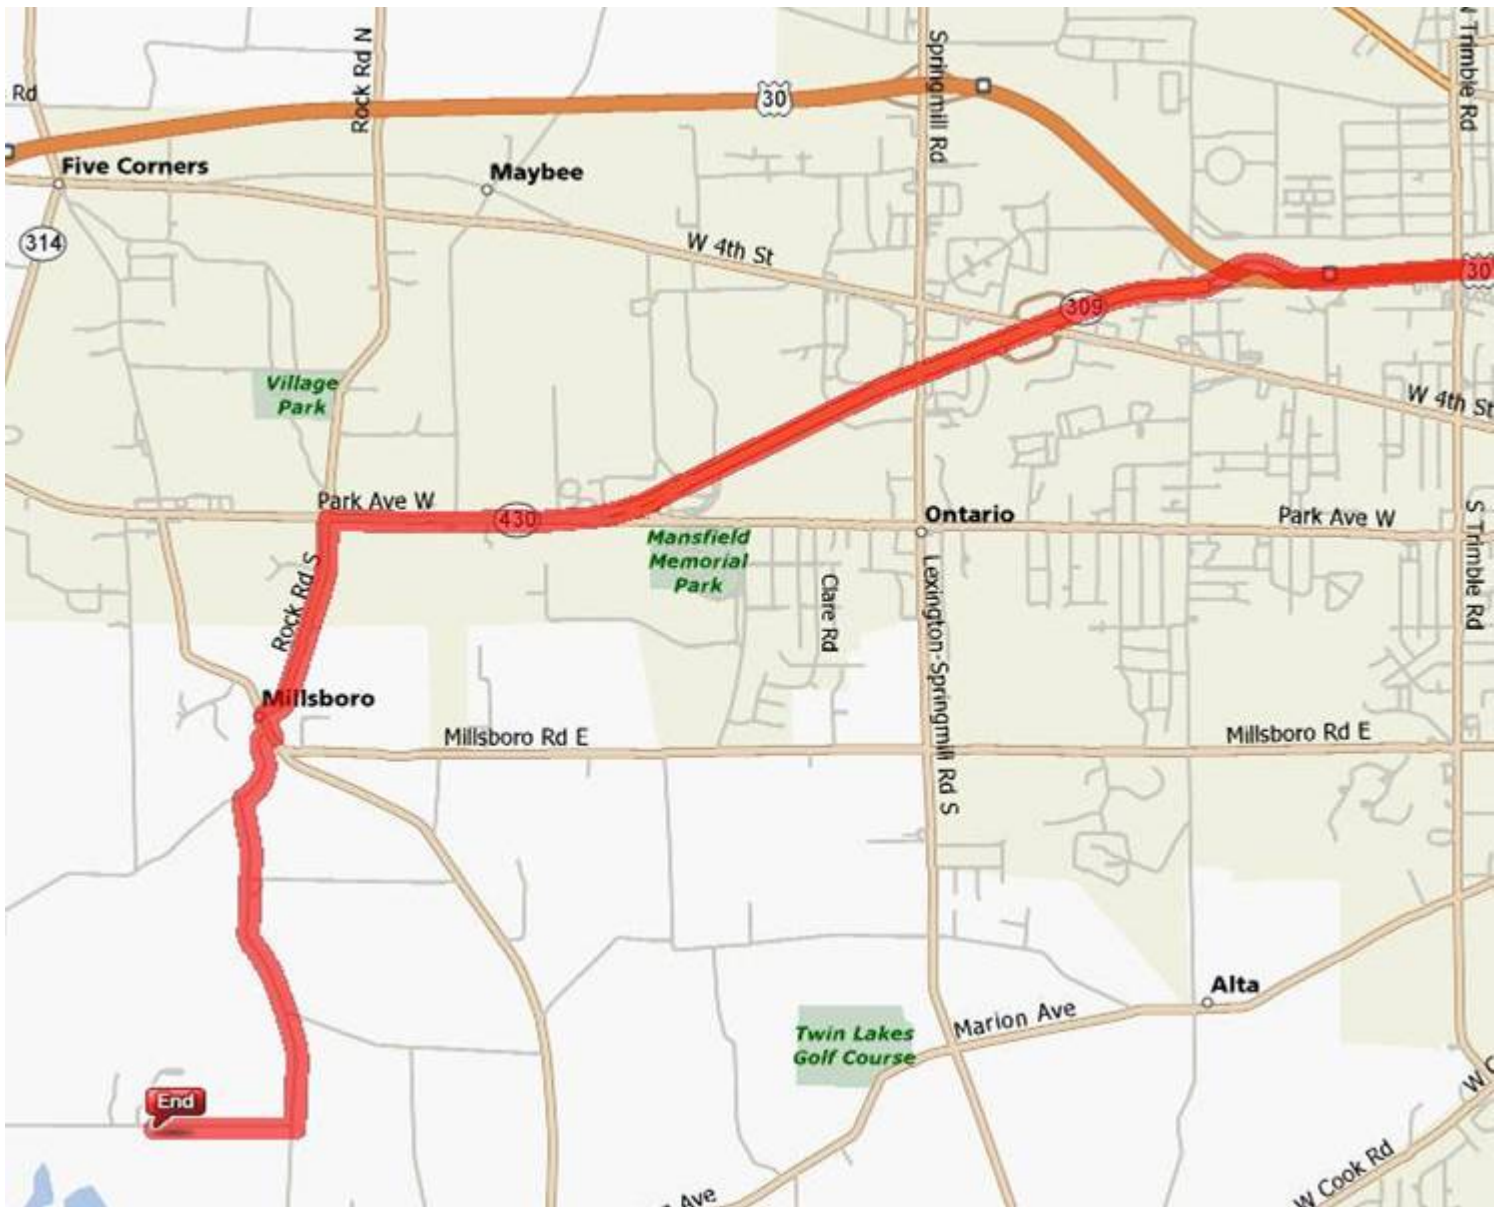 Rock Rd N
Springmill Rd
N Trimble Rd
Rd
30
Five Corners
Maybee
314
W 4th St
30
309
Village
Park
W 4th St
Park Ave W
430
Ontario
Park Ave W
Mansfield
Memorial
Park
Rock Rd S
Clare Rd
Lexington-Springmill Rd S
S Trimble Rd
Millsboro
Millsboro Rd E
Millsboro Rd E
Alta
Marion Ave
Twin Lakes
Golf Course
End
W Cook Rd
Ave